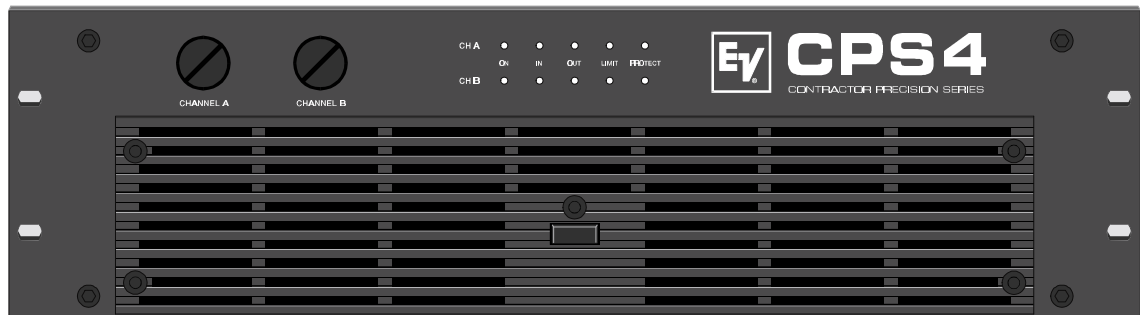 CH A
ON IN OUT LIMIT PROTECT
CH B
CHANNEL A
CHANNEL B
EV®
CPS4
CONTRACTOR PRECISION SERIES